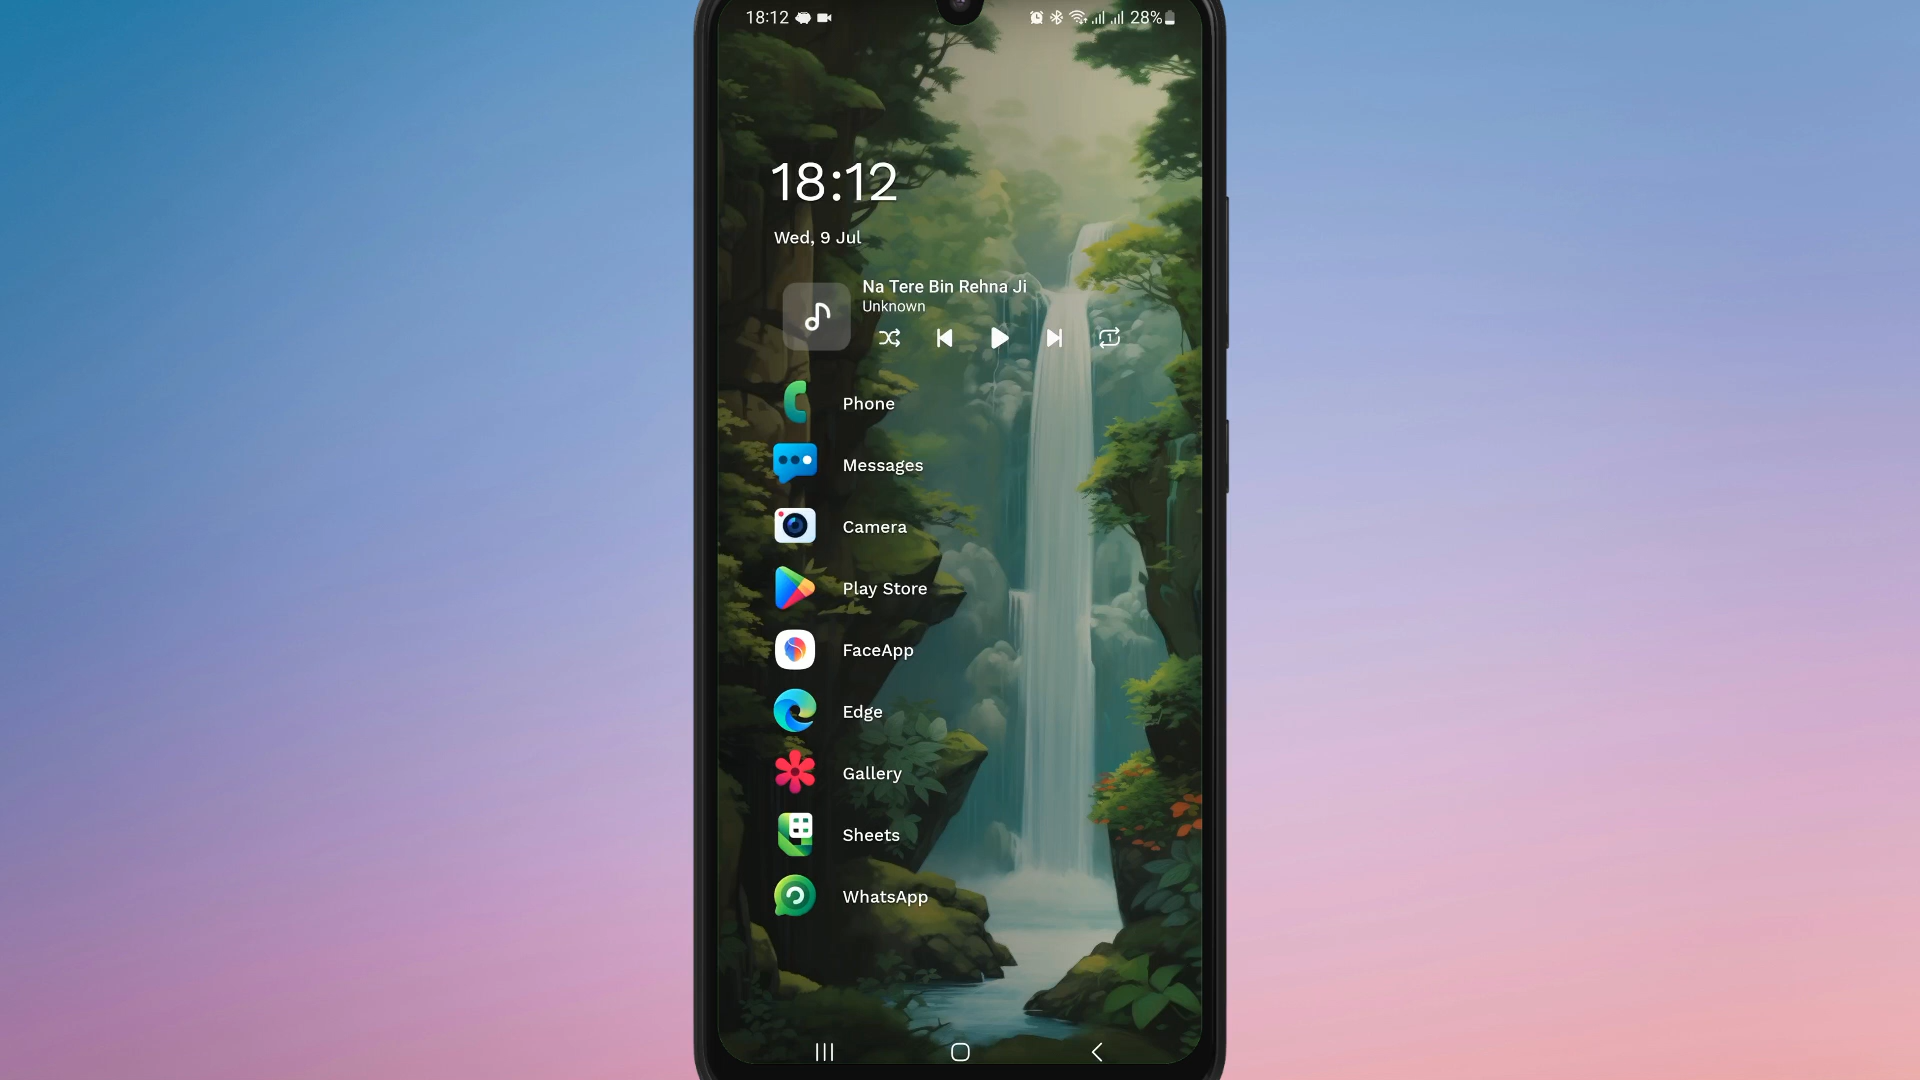 18:12 28%
18:12
Wed, 9 Jul
Na Tere Bin Rehna Ji
Unknown
1
Phone
Messages
Camera
Play Store
FaceApp
Edge
Gallery
Sheets
WhatsApp